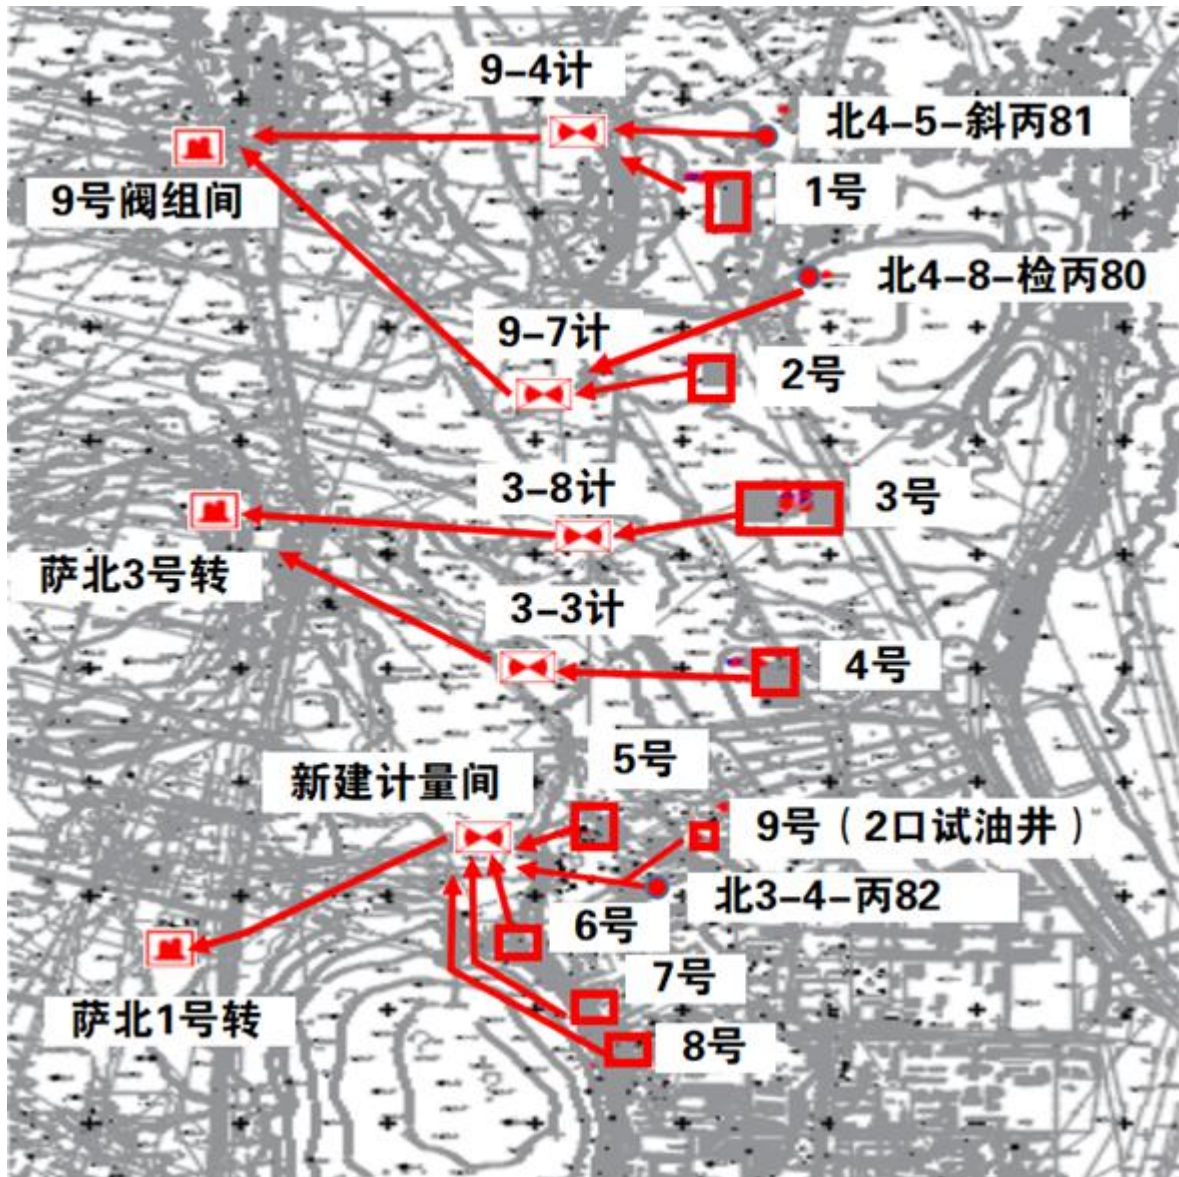 9-4计
北4-5-斜丙81
9号阀组间
1号
北4-8-检丙80
9-7计
2号
3-8计
3号
萨北3号转
3-3计
4号
5号
新建计量间
9号（2口试油井）
北3-4-丙82
6号
7号
萨北1号转
8号